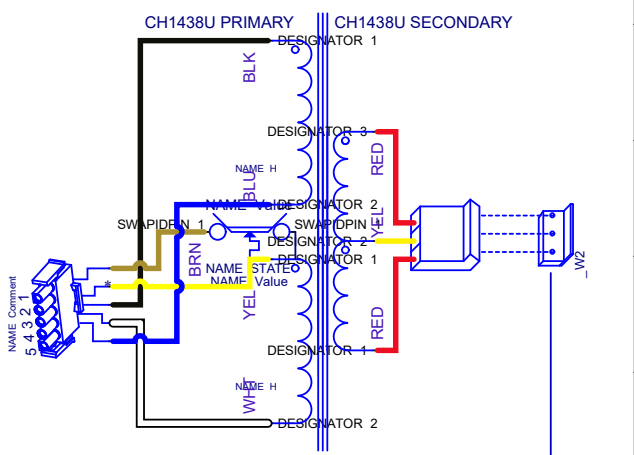 CH1438U PRIMARY
CH1438U SECONDARY
DESIGNATOR 1
BLK
DESIGNATOR 3
RED
NAME H
BLU
NAME Value
DESIGNATOR 2
YEL
SWAPIDPIN 1
SWAPIDPIN
DESIGNATOR 2
BRN
DESIGNATOR 1
NAME STATE
NAME Value
_W2
*
YEL
RED
NAME Comment
1
2
3
4
5
DESIGNATOR 1
NAME H
WHT
DESIGNATOR 2